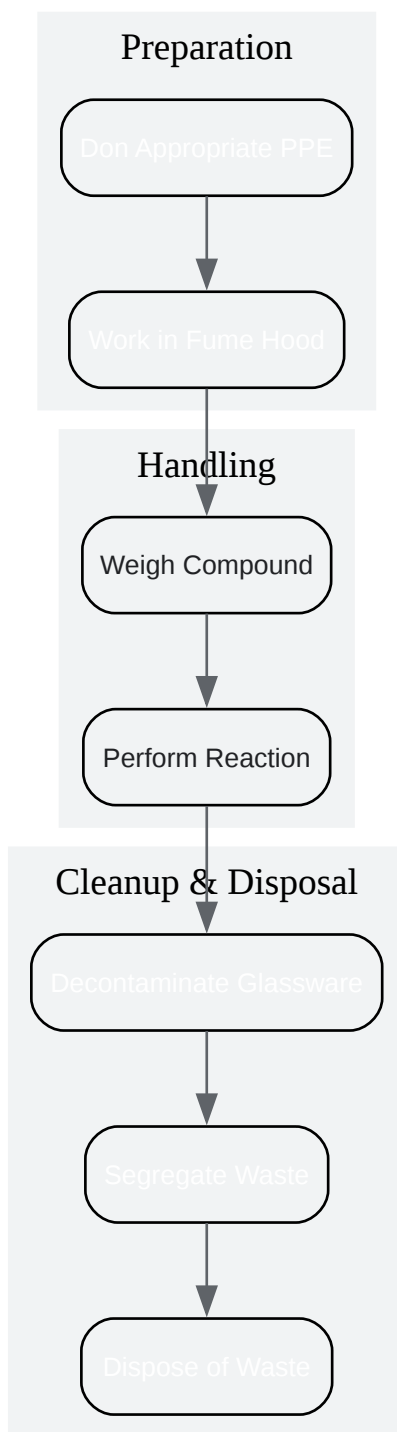 Preparation
Don Appropriate PPE
Work in Fume Hood
Handling
Weigh Compound
Perform Reaction
Cleanup & Disposal
Decontaminate Glassware
Segregate Waste
Dispose of Waste